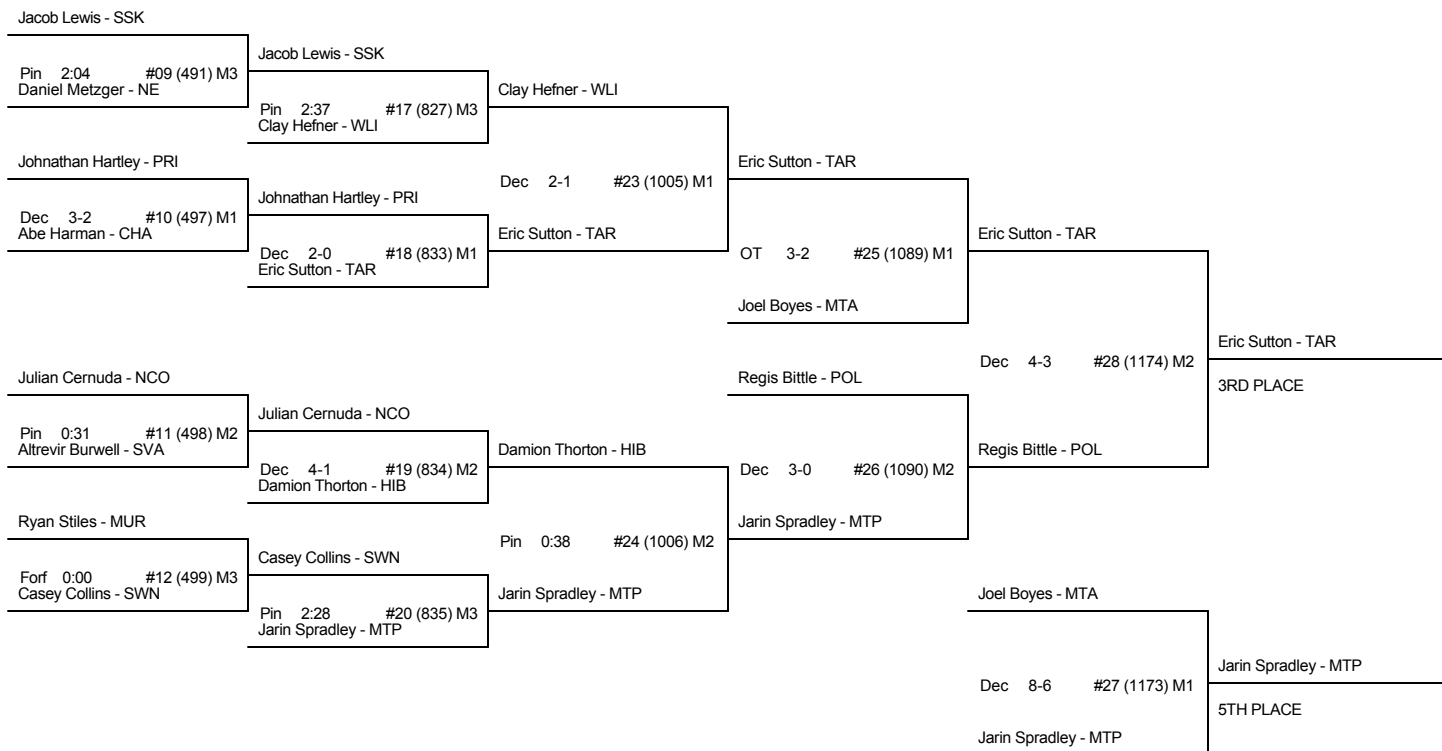 Jacob Lewis - SSK
Pin 2:04 #09 (491) M3
Daniel Metzger - NE
Johnathan Hartley - PRI
Dec 3-2 #10 (497) M1
Abe Harman - CHA
Julian Cernuda - NCO
Pin 0:31 #11 (498) M2
Altrevir Burwell - SVA
Ryan Stiles - MUR
Forf 0:00 #12 (499) M3
Casey Collins - SWN
Jacob Lewis - SSK
Pin 2:37 #17 (827) M3
Clay Hefner - WLI
Johnathan Hartley - PRI
Dec 2-0 #18 (833) M1
Eric Sutton - TAR
Julian Cernuda - NCO
Dec 4-1 #19 (834) M2
Damion Thorton - HIB
Casey Collins - SWN
Pin 2:28 #20 (835) M3
Jarin Spradley - MTP
Clay Hefner - WLI
Dec 2-1 #23 (1005) M1
Eric Sutton - TAR
Damion Thorton - HIB
Pin 0:38 #24 (1006) M2
Jarin Spradley - MTP
Eric Sutton - TAR
OT 3-2 #25 (1089) M1
Joel Boyes - MTA
Regis Bittle - POL
Dec 3-0 #26 (1090) M2
Jarin Spradley - MTP
Eric Sutton - TAR
Dec 4-3 #28 (1174) M2
Regis Bittle - POL
Eric Sutton - TAR
3RD PLACE
Joel Boyes - MTA
Dec 8-6 #27 (1173) M1
Jarin Spradley - MTP
Jarin Spradley - MTP
5TH PLACE